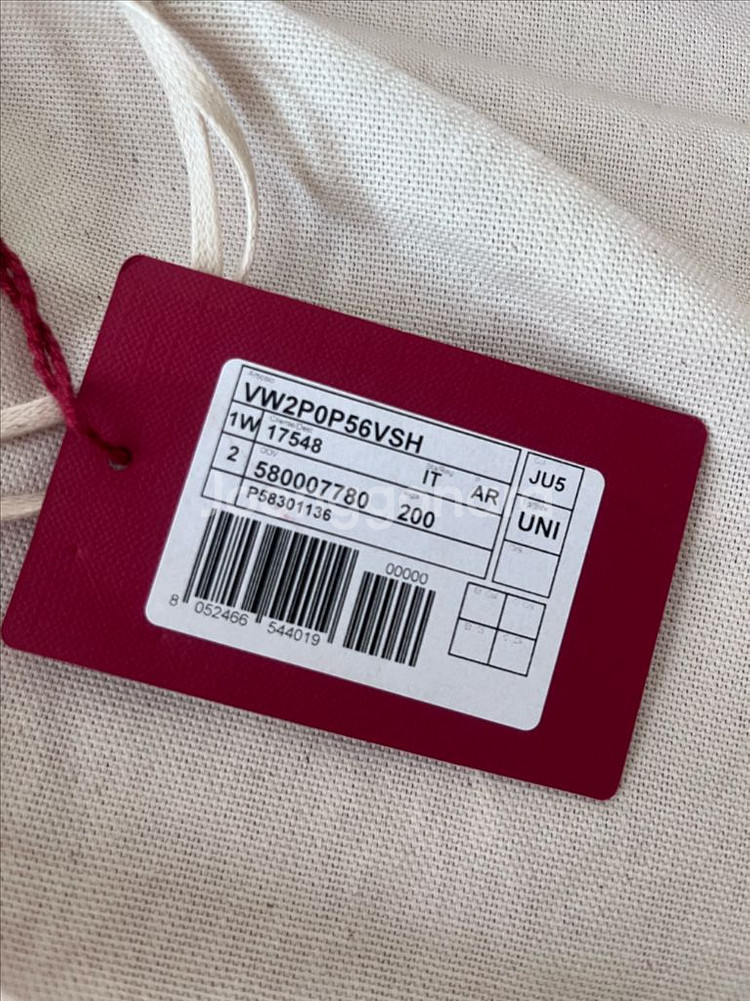 VW2P0P56VSH
JU5
1W 17548 IT AR
UNI
2 580007780 200
P58301136
00000
8 052466 544019